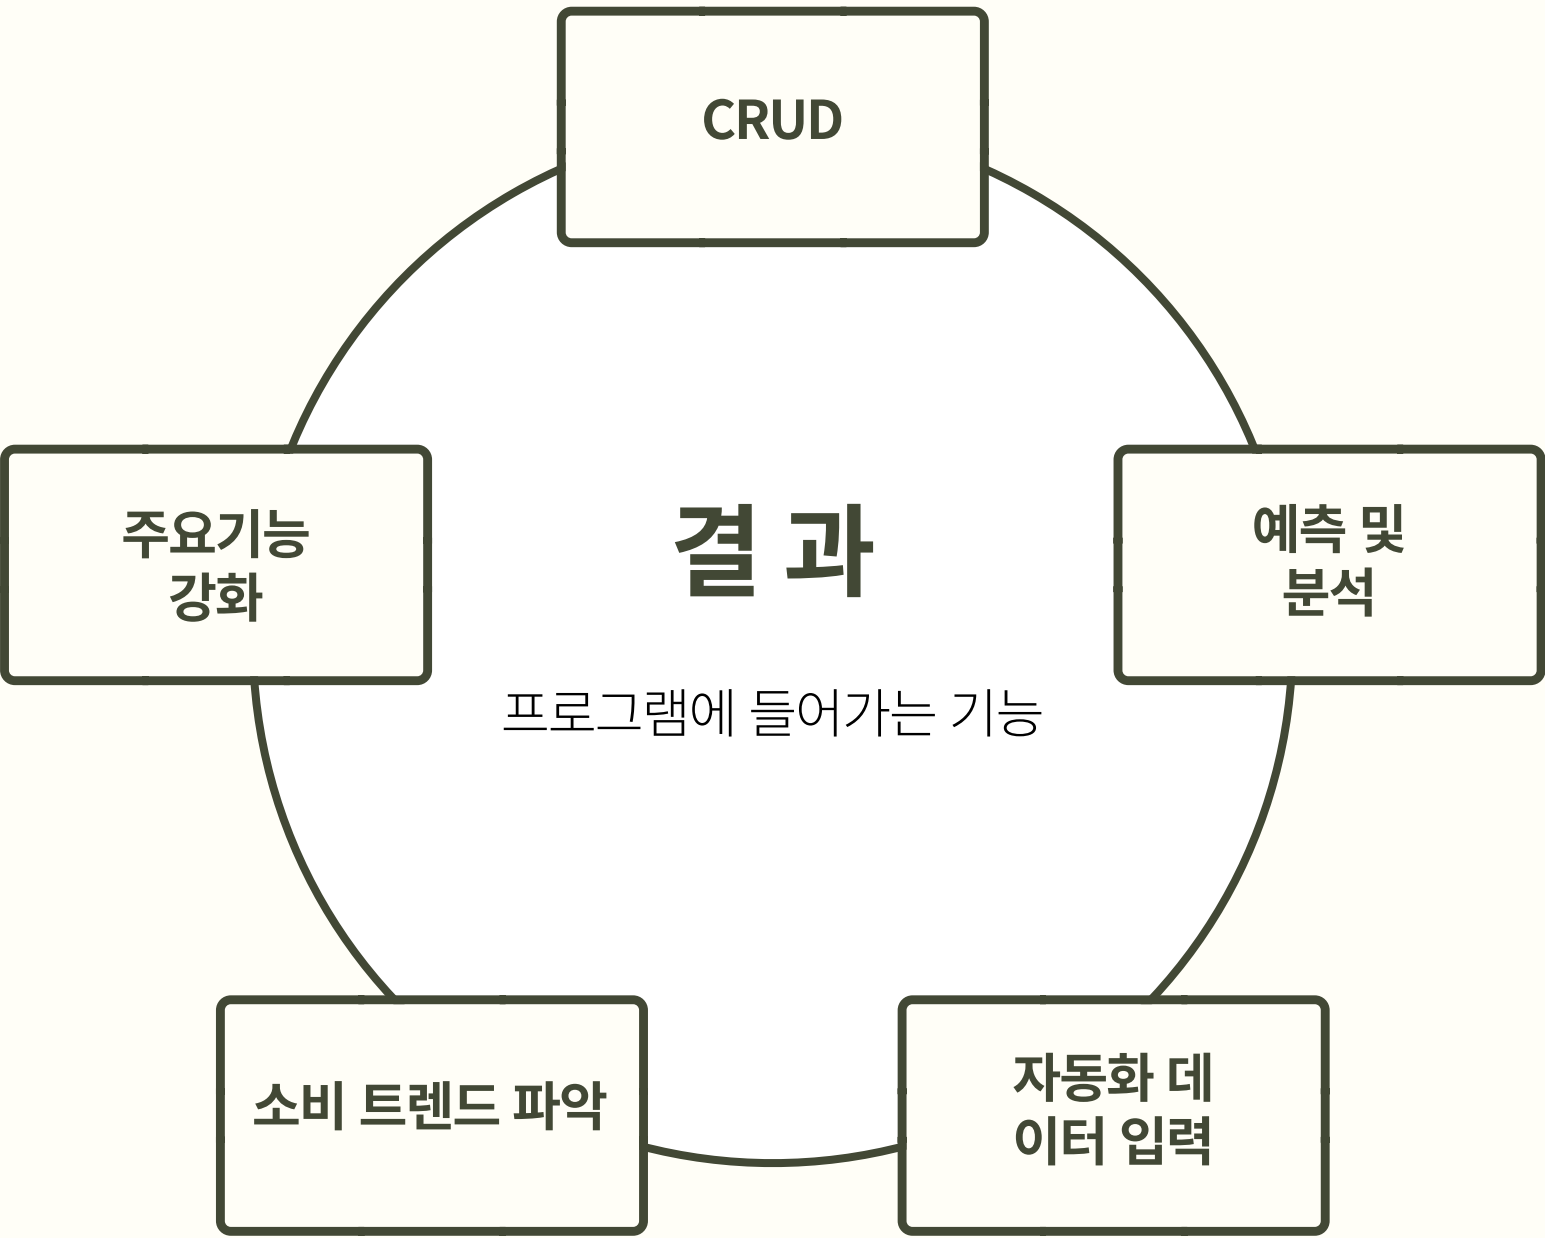 CRUD
주요기능
강화
결과
예측 및
분석
프로그램에 들어가는 기능
소비 트렌드 파악
자동화 데
이터 입력